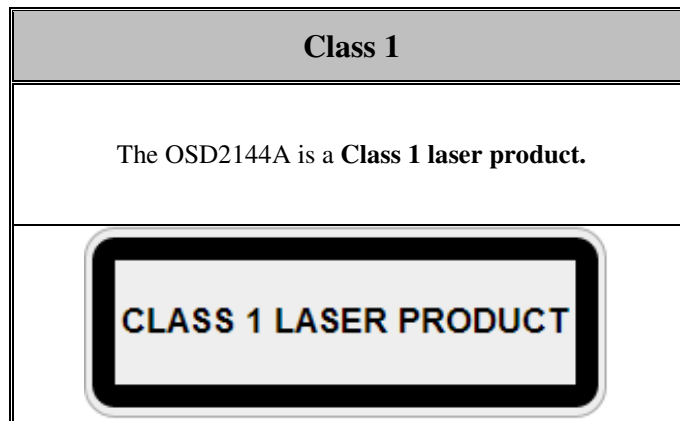 Class 1
The OSD2144A is a Class 1 laser product.
CLASS 1 LASER PRODUCT